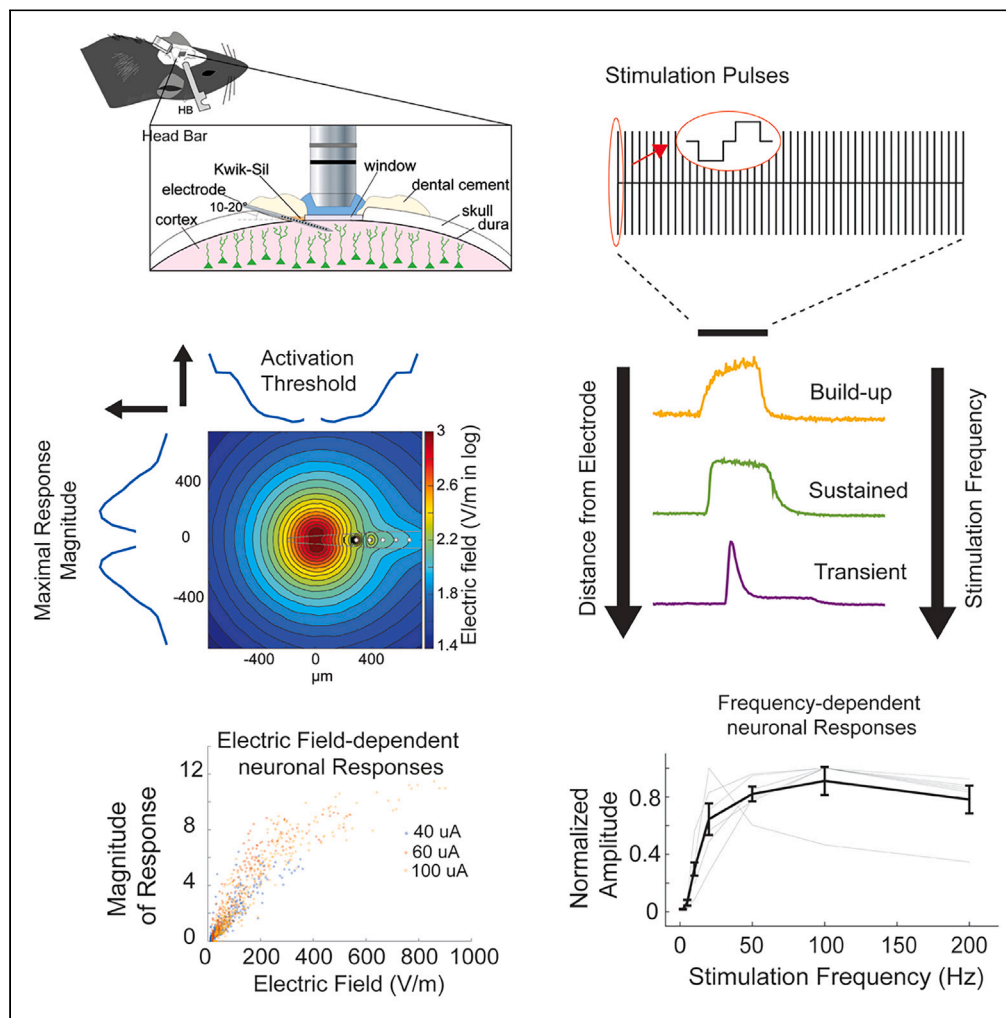 HB
Head Bar
Kwik-Sil
window
electrode
dental cement
10-20°
skull
dura
cortex
Stimulation Pulses
Activation
Threshold
Maximal Response
Magnitude
400
0
-400
-400
0
400
µm
3
2.6
2.2
1.8
1.4
Electric field (V/m in log)
Distance from Electrode
Build-up
Sustained
Transient
Stimulation Frequency
Electric Field-dependent
neuronal Responses
12
8
4
0
Magnitude
of Response
40 uA
60 uA
100 uA
0
200
400
600
800
1000
Electric Field (V/m)
Frequency-dependent
neuronal Responses
Normalized
Amplitude
0.8
0.4
0
0
50
100
150
200
Stimulation Frequency (Hz)